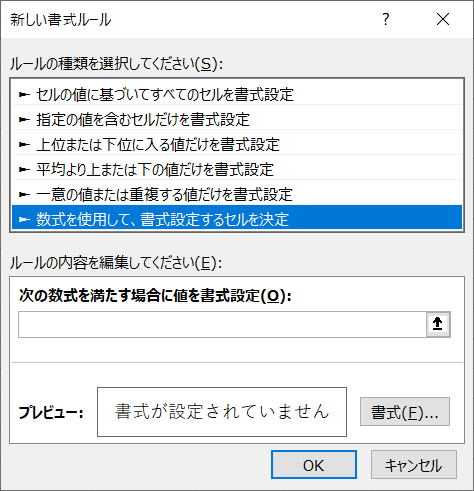 新しい書式ルール ? ×
ルールの種類を選択してください(S):
► セルの値に基づいてすべてのセルを書式設定
► 指定の値を含むセルだけを書式設定
► 上位または下位に入る値だけを書式設定
► 平均より上または下の値だけを書式設定
► 一意の値または重複する値だけを書式設定
► 数式を使用して、書式設定するセルを決定
ルールの内容を編集してください(E):
次の数式を満たす場合に値を書式設定(O):
プレビュー: 書式が設定されていません 書式(F)...
OK キャンセル